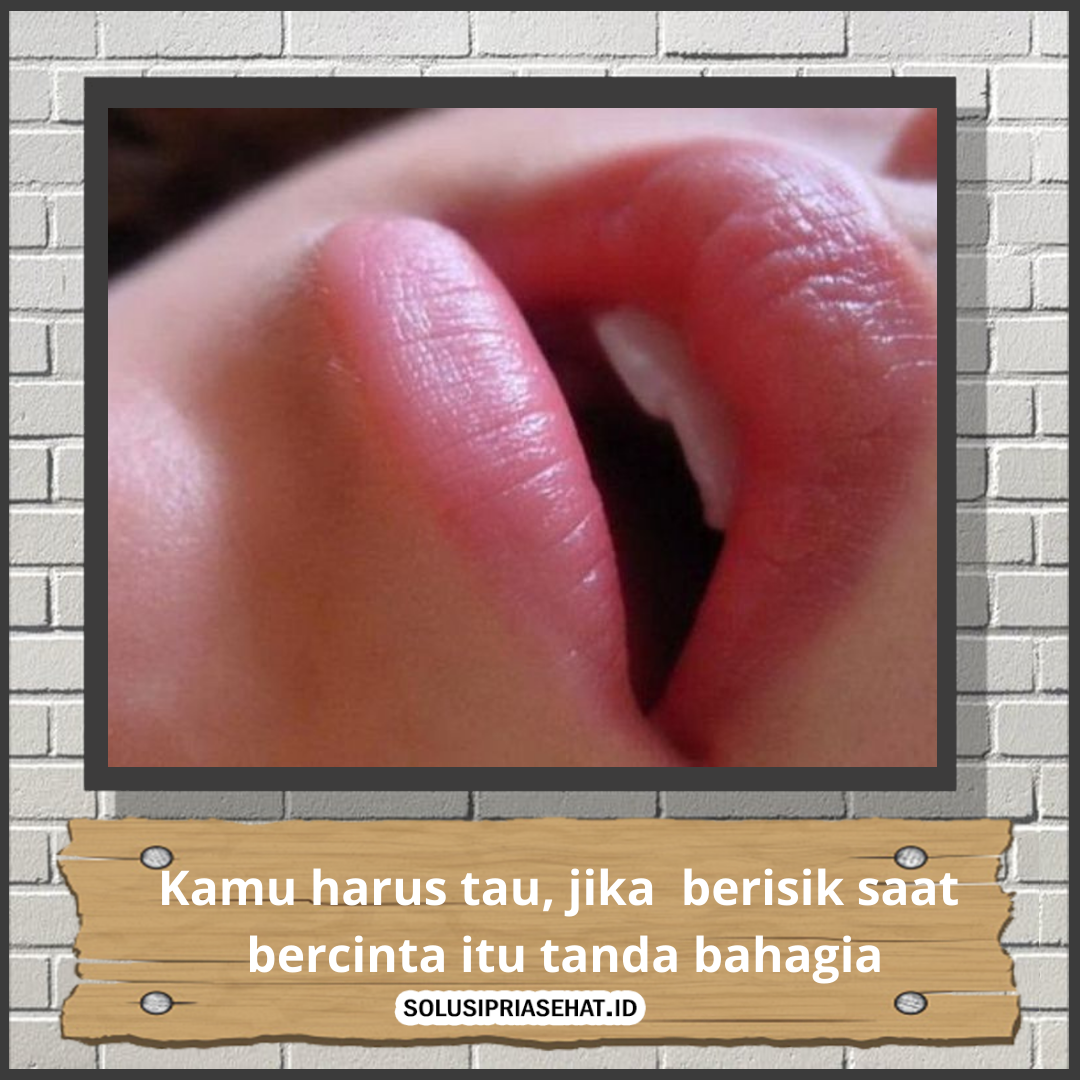 Kamu harus tau, jika  berisik saat
bercinta itu tanda bahagia
SOLUSIPRIASEHAT.ID